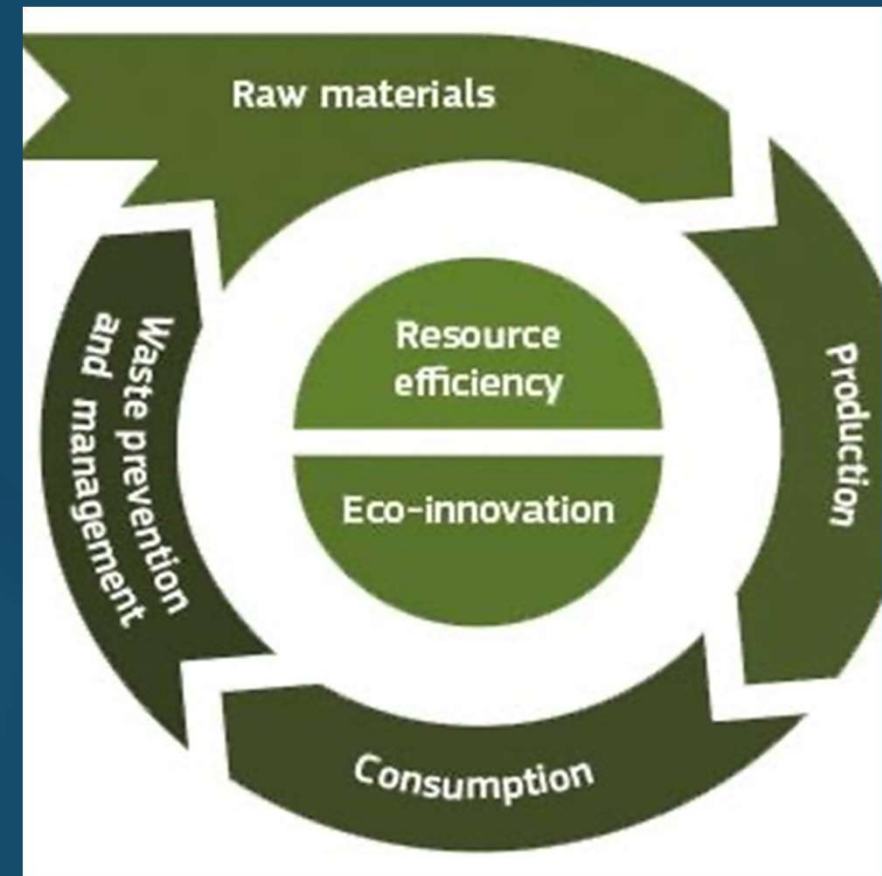 Raw materials
Production
Resource
efficiency
Eco-innovation
Waste prevention
and management
Consumption